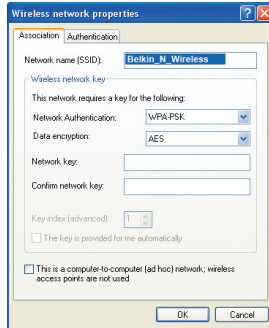 Wireless network properties
Association Authentication
Network name (SSID): Belkin_N_Wireless
Wireless network key
This network requires a key for the following:
Network Authentication: WPA-PSK
Data encryption: AES
Network key:
Confirm network key:
Key index (advanced): 1
The key is provided for me automatically
This is a computer-to-computer (ad hoc) network; wireless
access points are not used
OK Cancel